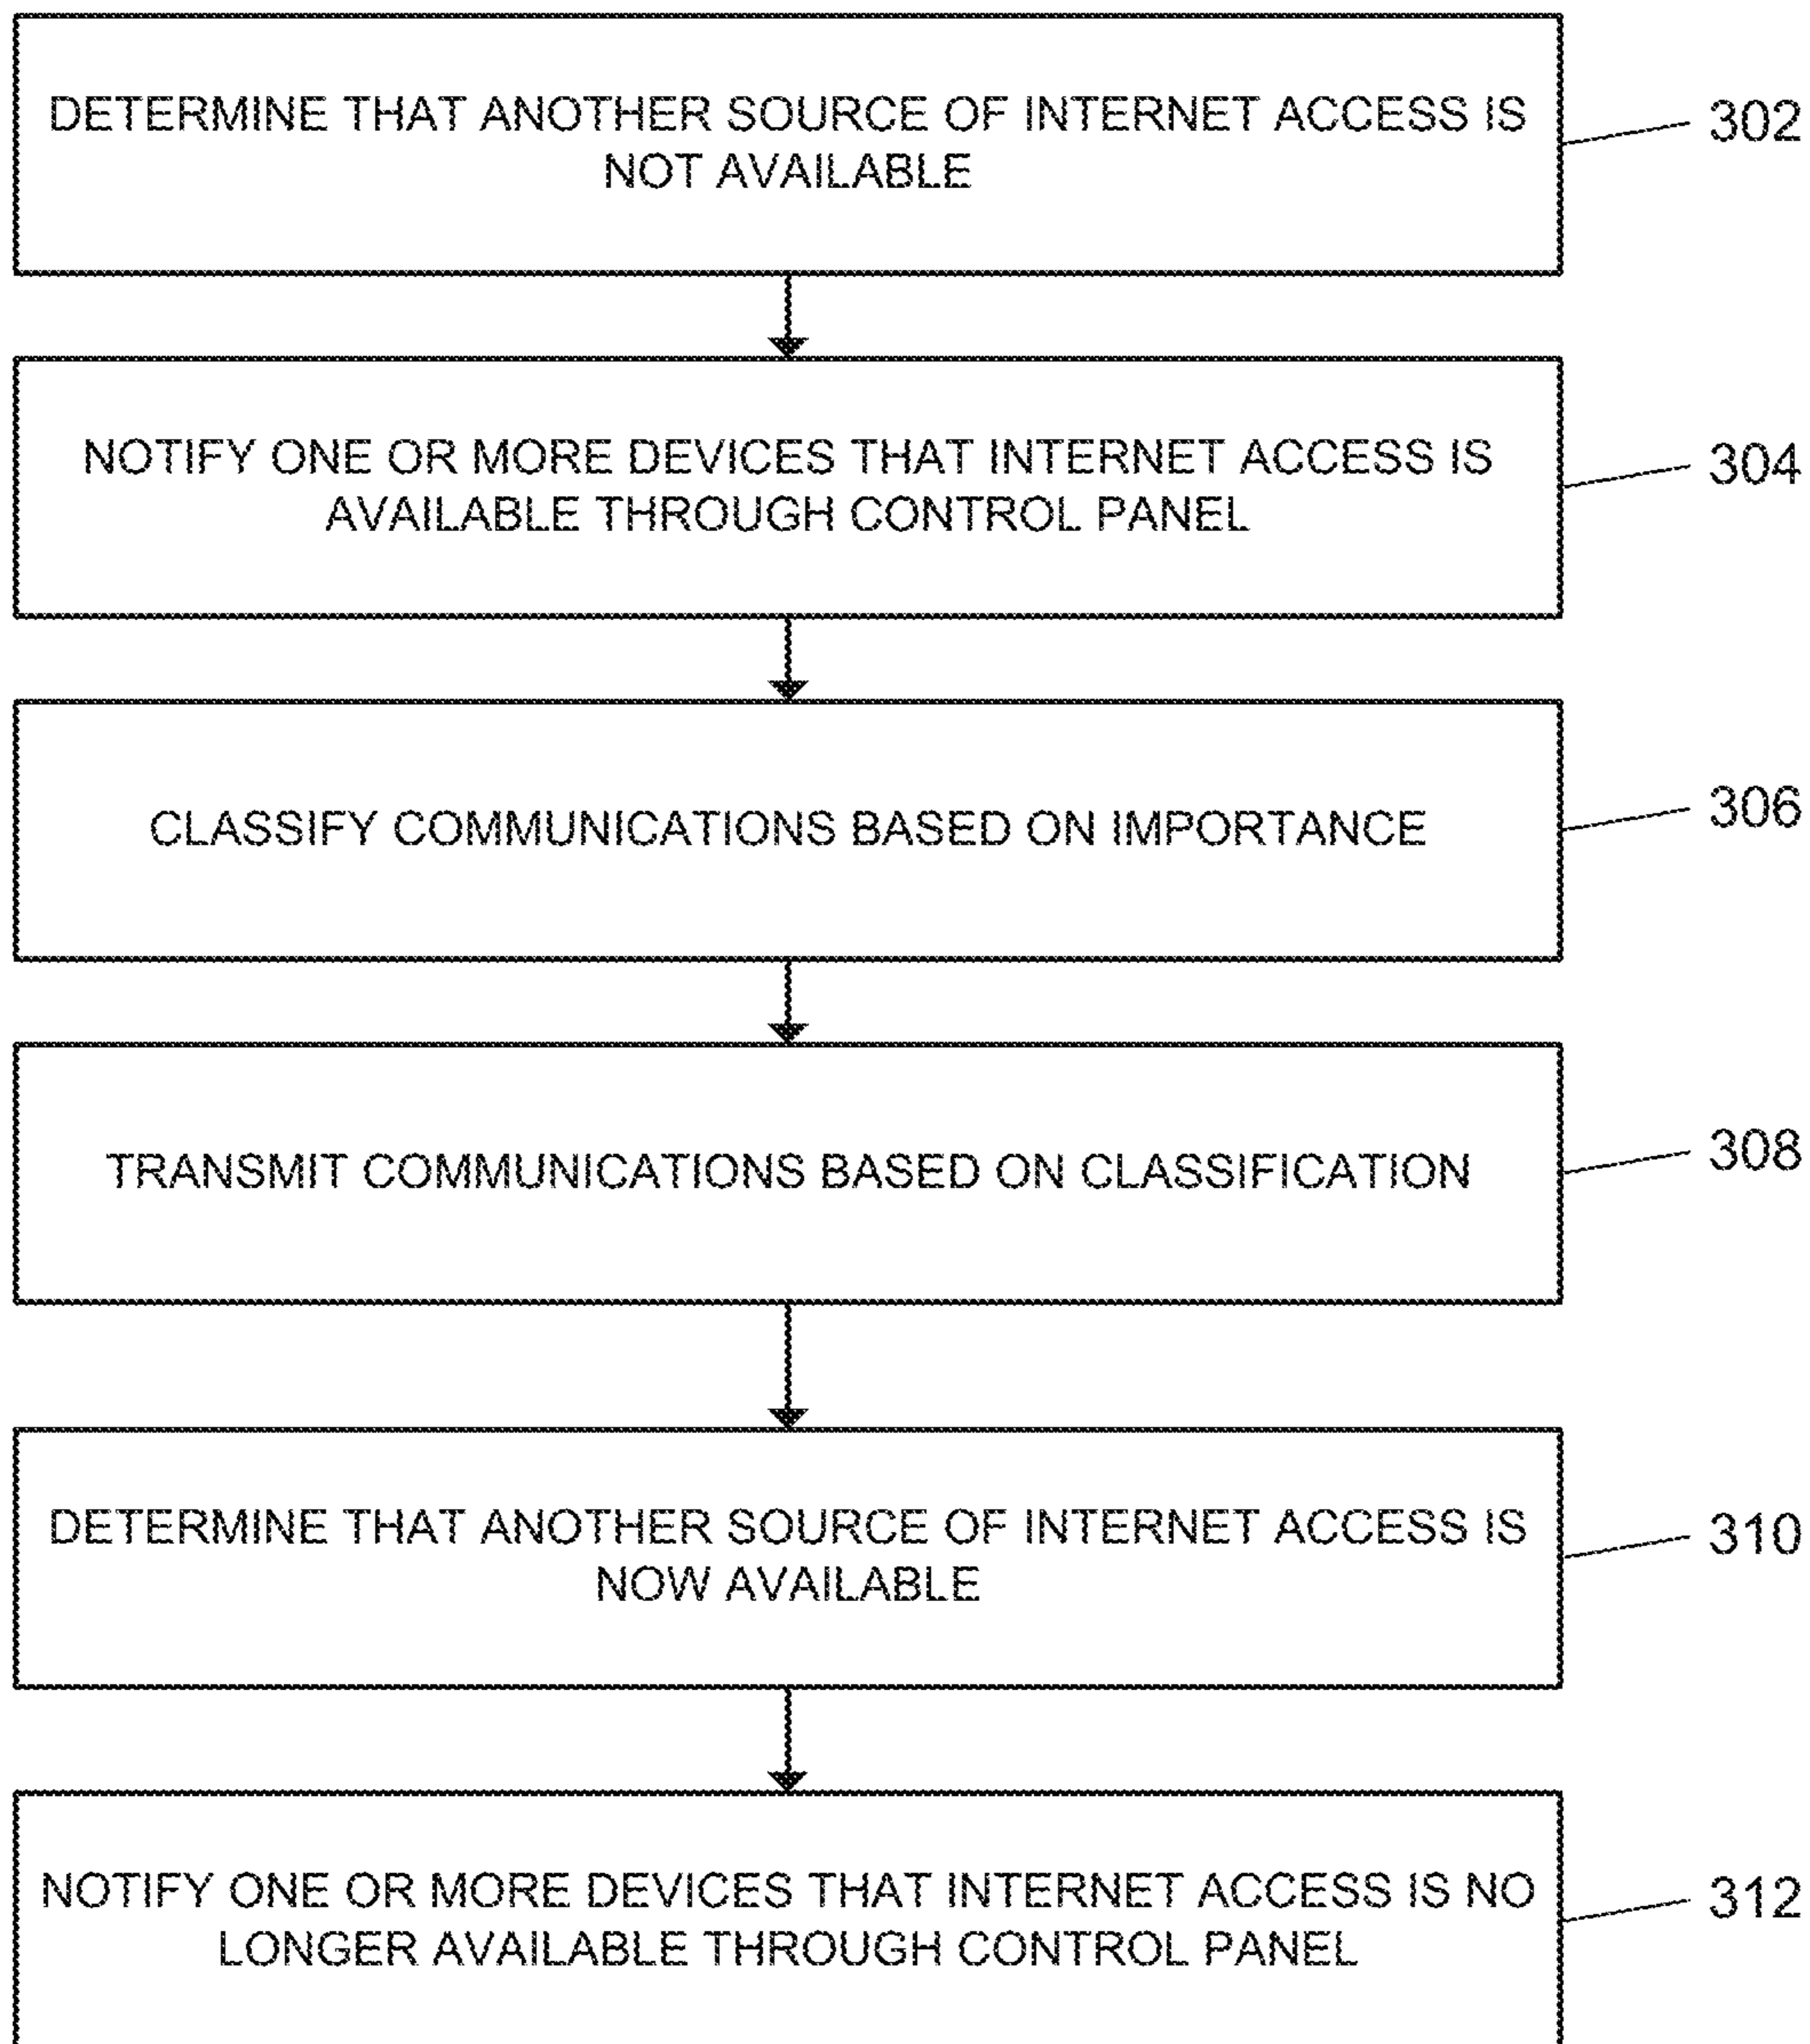 DETERMINE THAT ANOTHER SOURCE OF INTERNET ACCESS IS
NOT AVAILABLE
302
NOTIFY ONE OR MORE DEVICES THAT INTERNET ACCESS IS
AVAILABLE THROUGH CONTROL PANEL
304
CLASSIFY COMMUNICATIONS BASED ON IMPORTANCE
306
TRANSMIT COMMUNICATIONS BASED ON CLASSIFICATION
308
DETERMINE THAT ANOTHER SOURCE OF INTERNET ACCESS IS
NOW AVAILABLE
310
NOTIFY ONE OR MORE DEVICES THAT INTERNET ACCESS IS NO
LONGER AVAILABLE THROUGH CONTROL PANEL
312